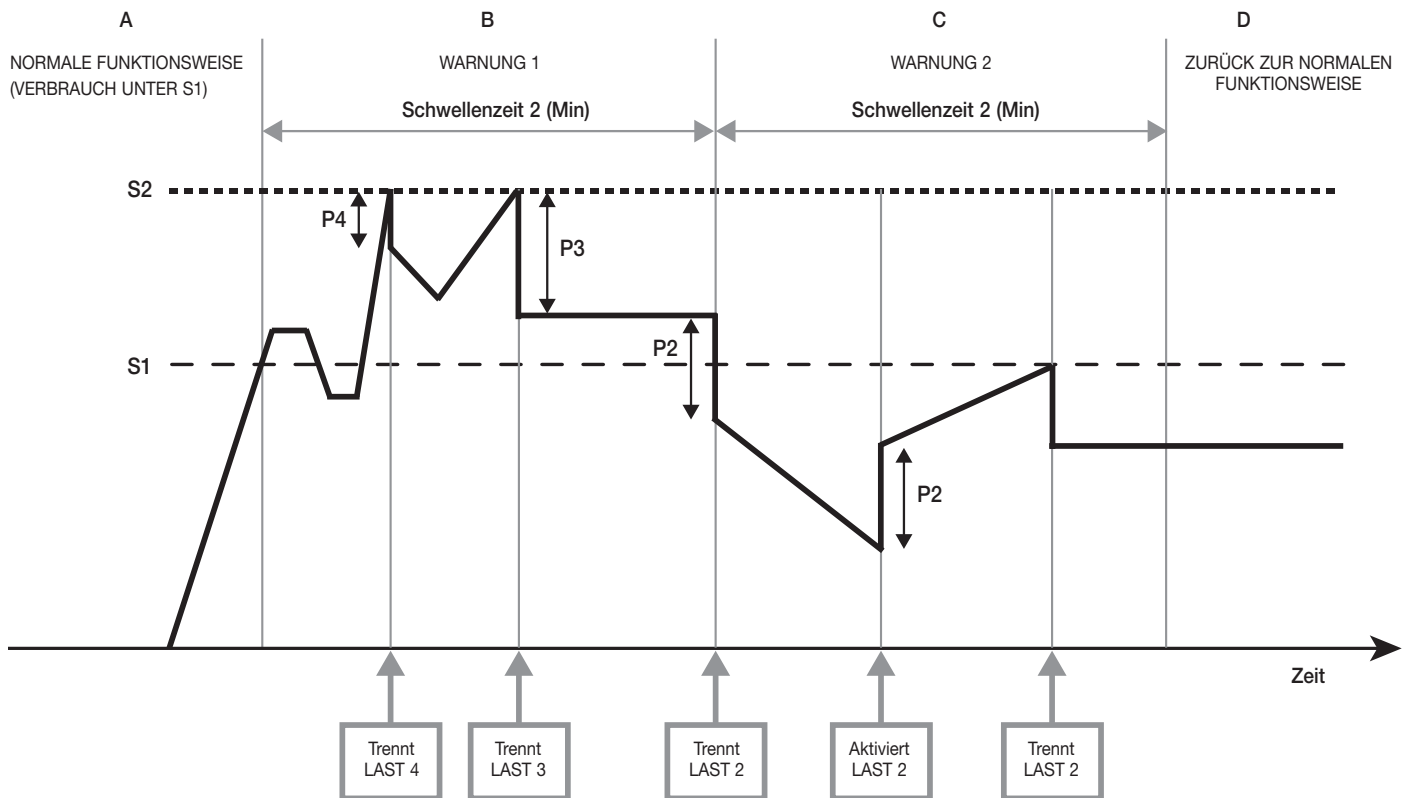 A
B
C
D
NORMALE FUNKTIONSWEISE
(VERBRAUCH UNTER S1)
WARNUNG 1
WARNUNG 2
ZURÜCK ZUR NORMALEN
FUNKTIONSWEISE
Schwellenzeit 2 (Min)
Schwellenzeit 2 (Min)
S2
P4
P3
P2
S1
P2
Zeit
Trennt
LAST 4
Trennt
LAST 3
Trennt
LAST 2
Aktiviert
LAST 2
Trennt
LAST 2